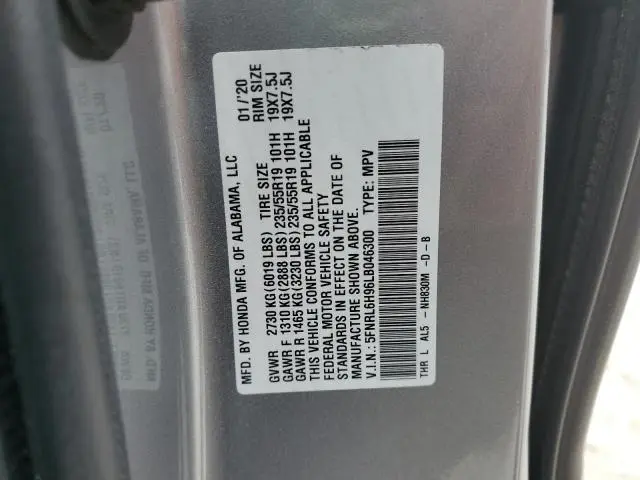 MFD. BY HONDA MFG. OF ALABAMA, LLC 01/'20
GVWR 2730 KG(6019 LBS) TIRE SIZE RIM SIZE
GAWR F 1310 KG(2888 LBS) 235/55R19 101H 19X7.5J
GAWR R 1465 KG(3230 LBS) 235/55R19 101H 19X7.5J
THIS VEHICLE CONFORMS TO ALL APPLICABLE
FEDERAL MOTOR VEHICLE SAFETY
STANDARDS IN EFFECT ON THE DATE OF
MANUFACTURE SHOWN ABOVE.
V.I.N.: 5FNRL6H96LB046300 TYPE: MPV
THR L AL5 -NH830M -D-B